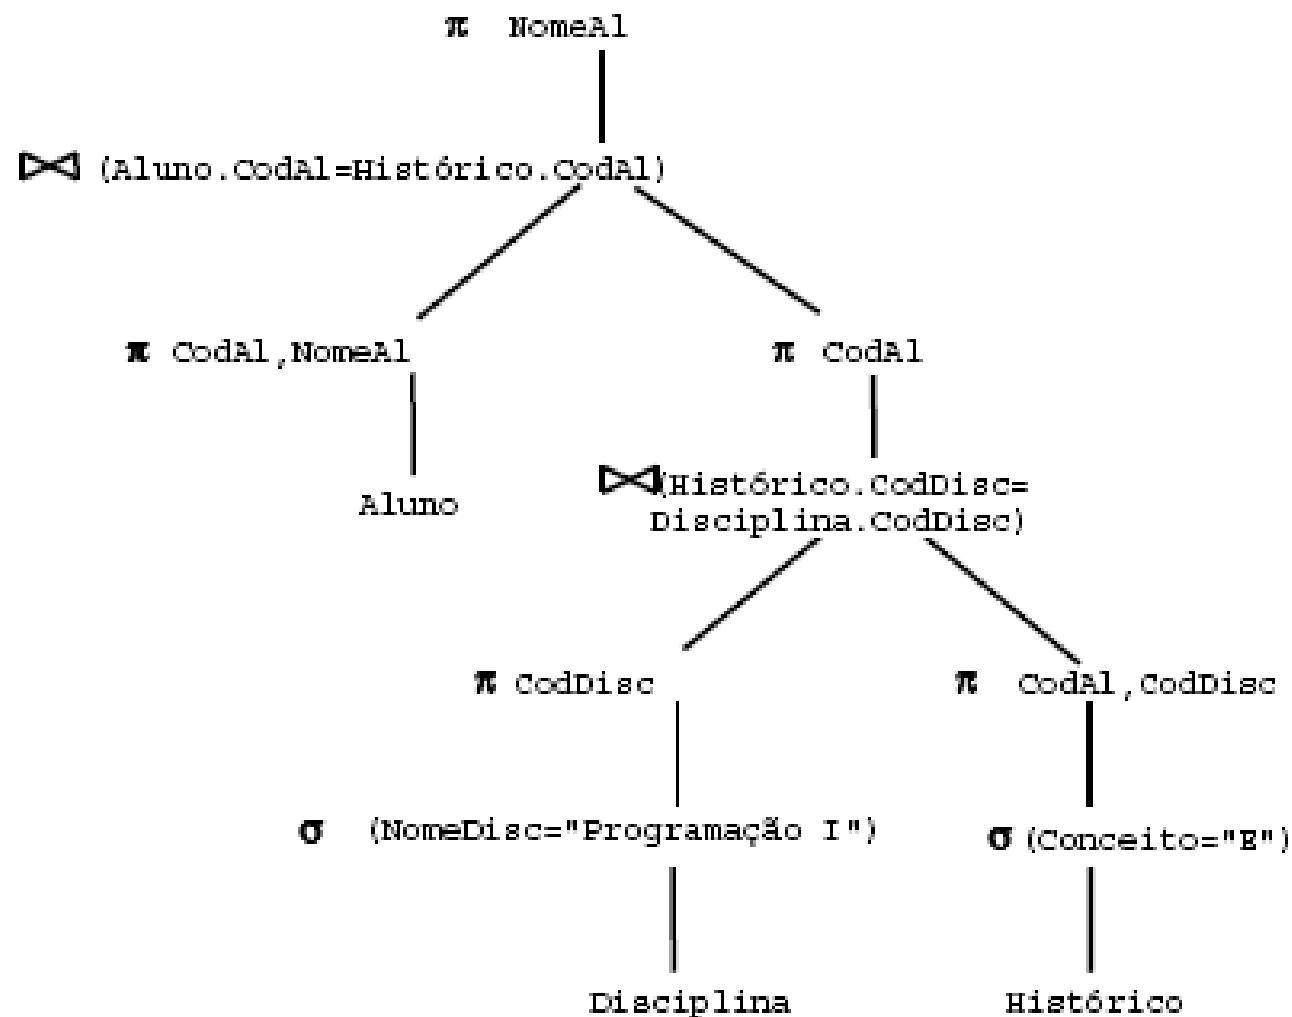 π NomeAl
⋈ (Aluno.CodAl=Histórico.CodAl)
π CodAl,NomeAl
π CodAl
Aluno
⋈(Histórico.CodDisc=
Disciplina.CodDisc)
π CodDisc
π CodAl,CodDisc
σ (NomeDisc="Programação I")
σ (Conceito="E")
Disciplina
Histórico